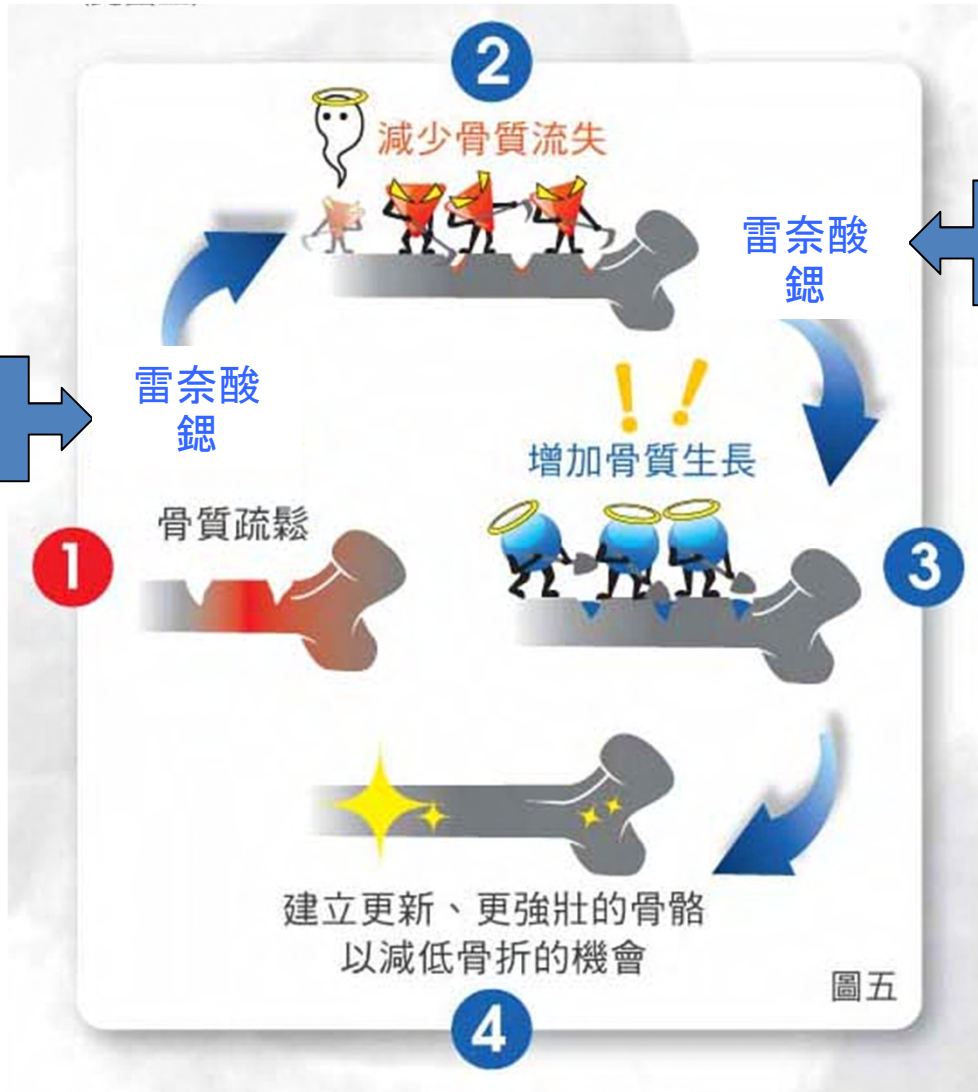 2
減少骨質流失
雷奈酸
鍶
雷奈酸
鍶
增加骨質生長
骨質疏鬆
1
3
建立更新、更強壯的骨骼
以減低骨折的機會
圖五
4